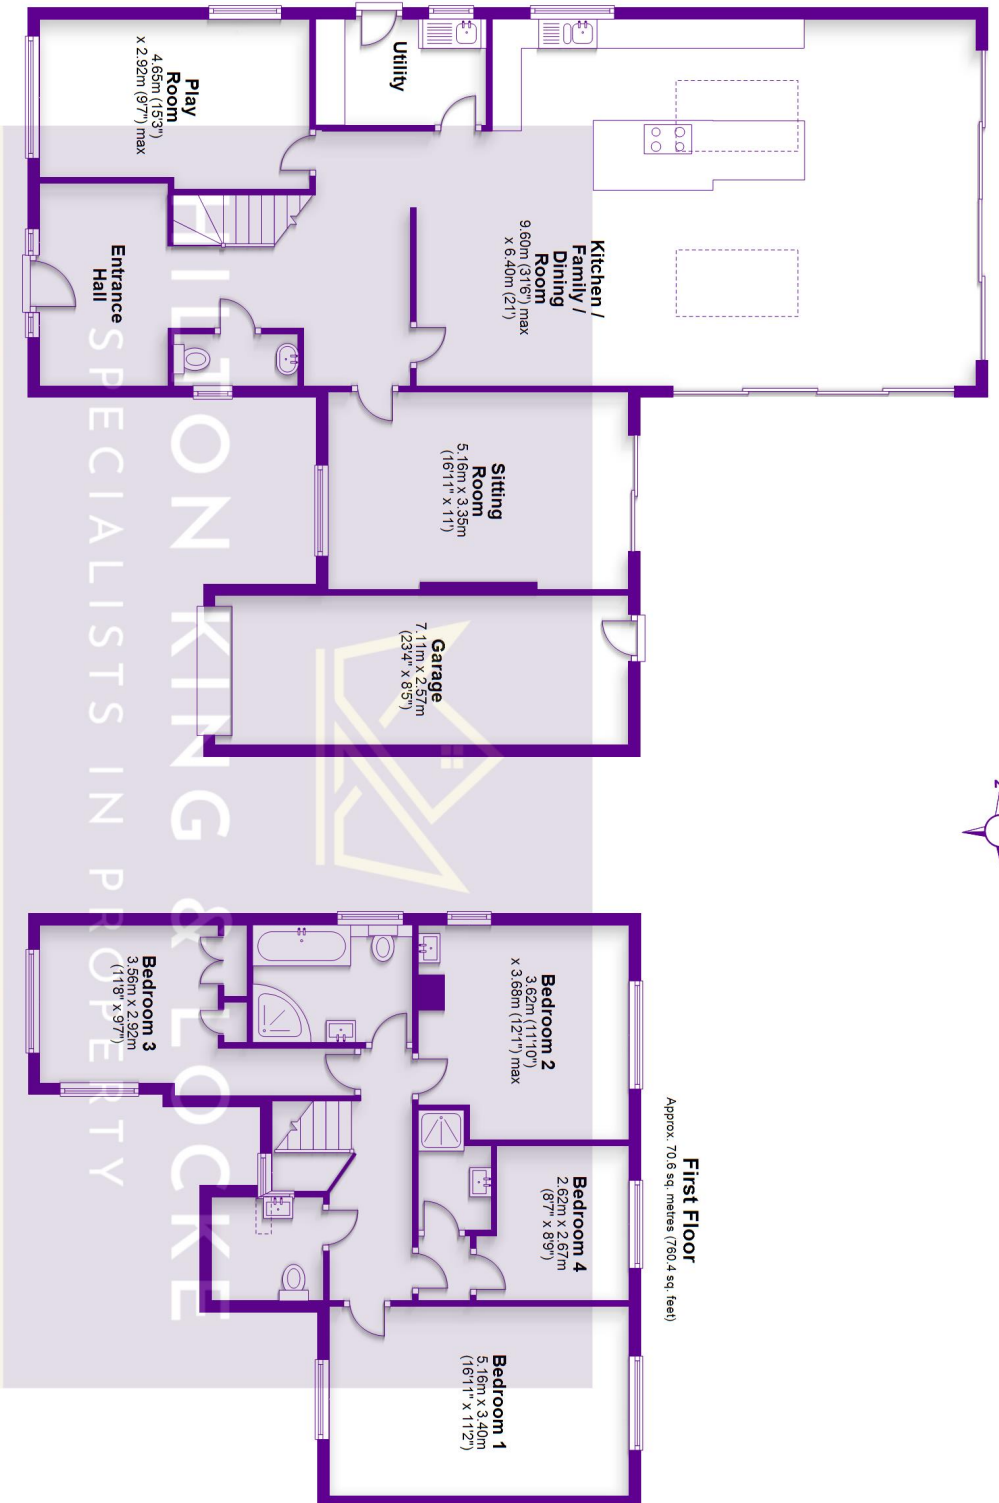 Utility
Play
Room
4.65m (15'3")
x 2.92m (9'7") max
Kitchen /
Family /
Dining
Room
9.60m (31'6") max
x 6.40m (21')
Entrance
Hall
Sitting
Room
5.16m x 3.35m
(16'11" x 11')
Garage
7.11m x 2.57m
(23'4" x 8'5")
First Floor
Approx. 70.6 sq. metres (760.4 sq. feet)
Bedroom 2
3.62m (11'10")
x 3.68m (12'1") max
Bedroom 3
3.56m x 2.92m
(11'8" x 9'7")
Bedroom 4
2.62m x 2.67m
(8'7" x 8'9")
Bedroom 1
5.16m x 3.40m
(16'11" x 11'2")
HILTON KING & LOCKE
SPECIALISTS IN PROPERTY